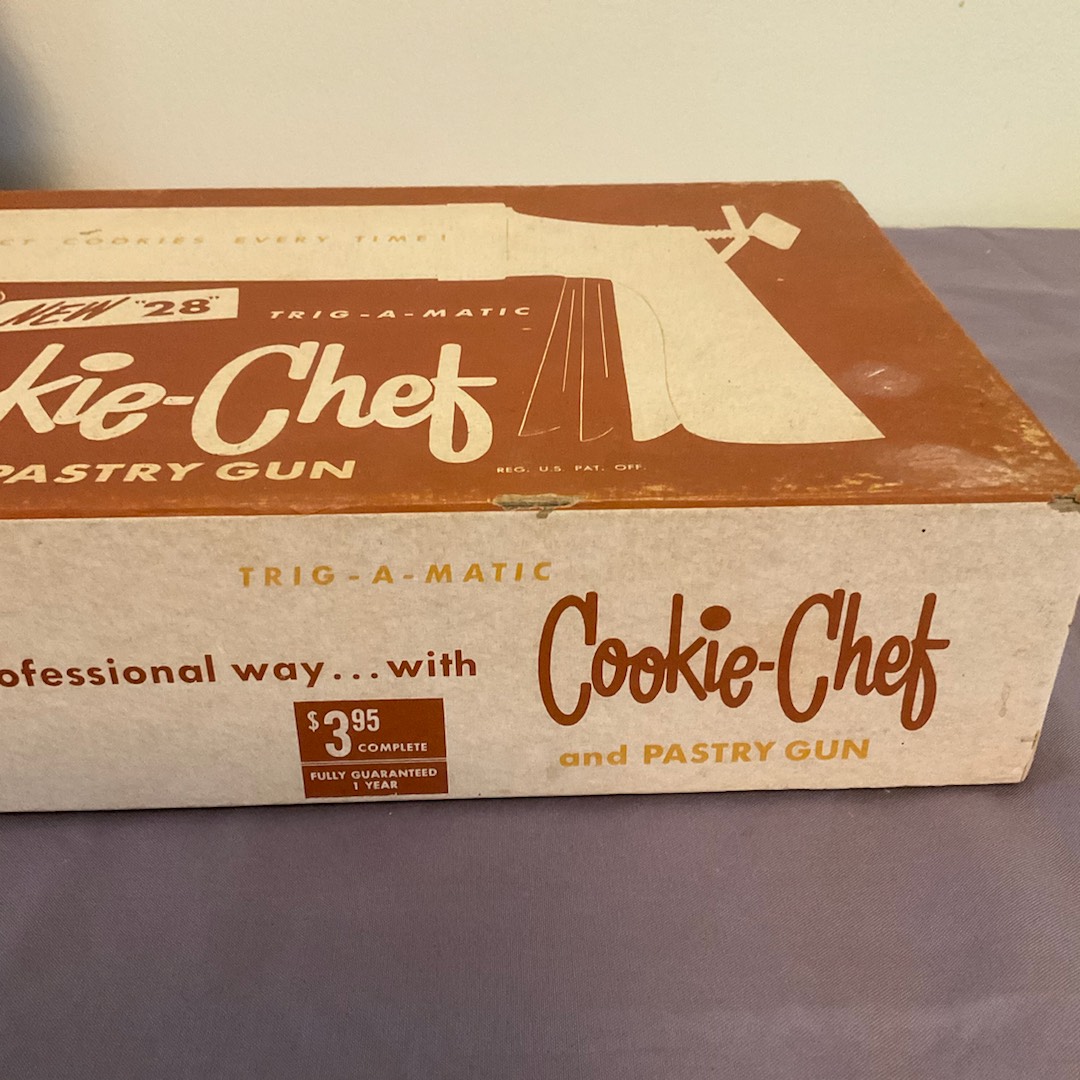 COOKIES EVERY TIME!
NEW "28"
TRIG-A-MATIC
kie-Chef
PASTRY GUN
REG. U.S. PAT. OFF.
TRIG-A-MATIC
ofessional way...with
Cookie-Chef
and PASTRY GUN
$3.95
COMPLETE
FULLY GUARANTEED
1 YEAR